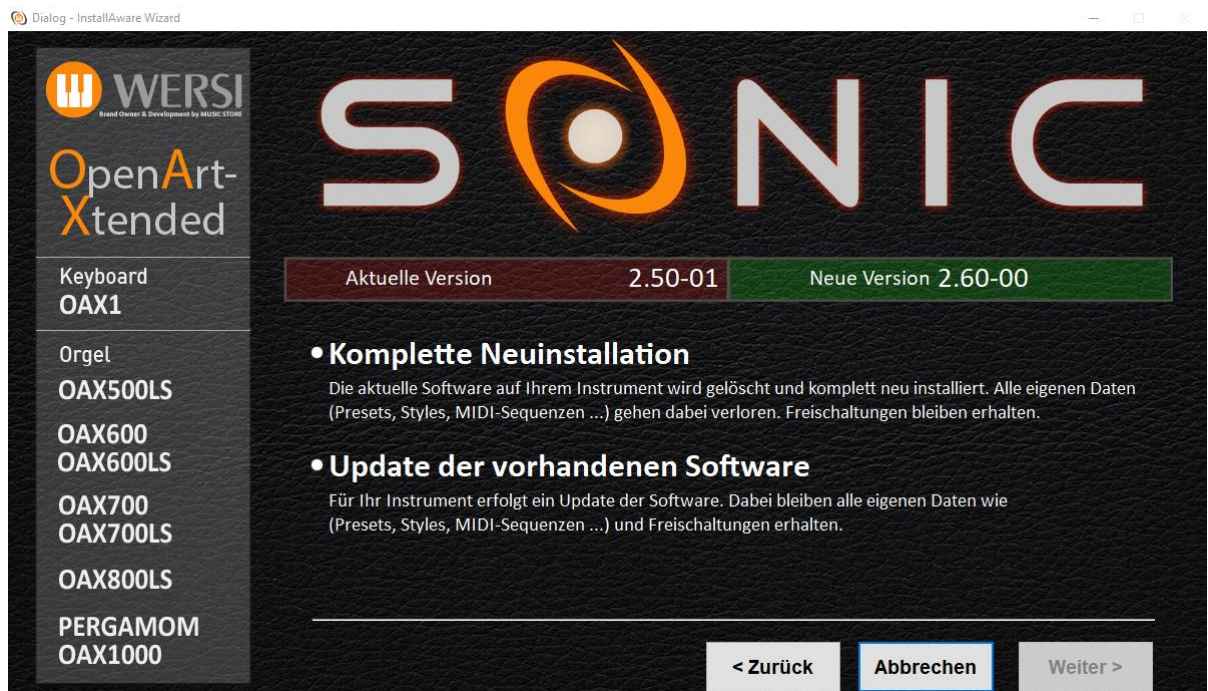 Dialog - InstallAware Wizard
WERSI
Brand Owner & Development by MUSIC STORE
OpenArt-
Xtended
Keyboard
OAX1
Orgel
OAX500LS
OAX600
OAX600LS
OAX700
OAX700LS
OAX800LS
PERGAMOM
OAX1000
SONIC
Aktuelle Version 2.50-01 Neue Version 2.60-00
• Komplette Neuinstallation
Die aktuelle Software auf Ihrem Instrument wird gelöscht und komplett neu installiert. Alle eigenen Daten
(Presets, Styles, MIDI-Sequenzen ...) gehen dabei verloren. Freischaltungen bleiben erhalten.
• Update der vorhandenen Software
Für Ihr Instrument erfolgt ein Update der Software. Dabei bleiben alle eigenen Daten wie
(Presets, Styles, MIDI-Sequenzen ...) und Freischaltungen erhalten.
< Zurück Abbrechen Weiter >